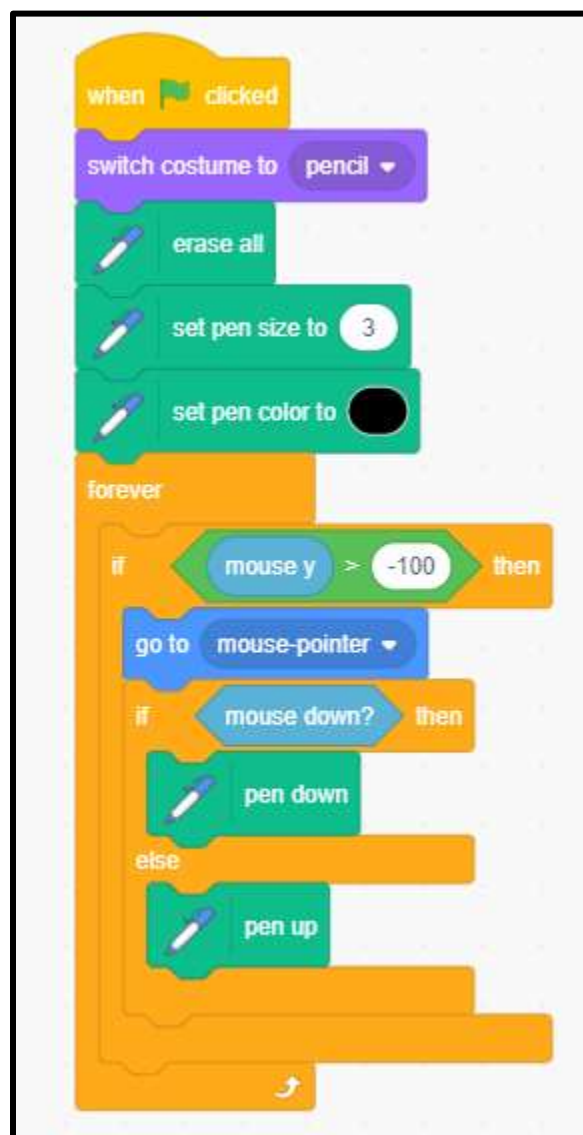 when clicked
switch costume to pencil
erase all
set pen size to 3
set pen color to
forever
if mouse y > -100 then
go to mouse-pointer
if mouse down? then
pen down
else
pen up